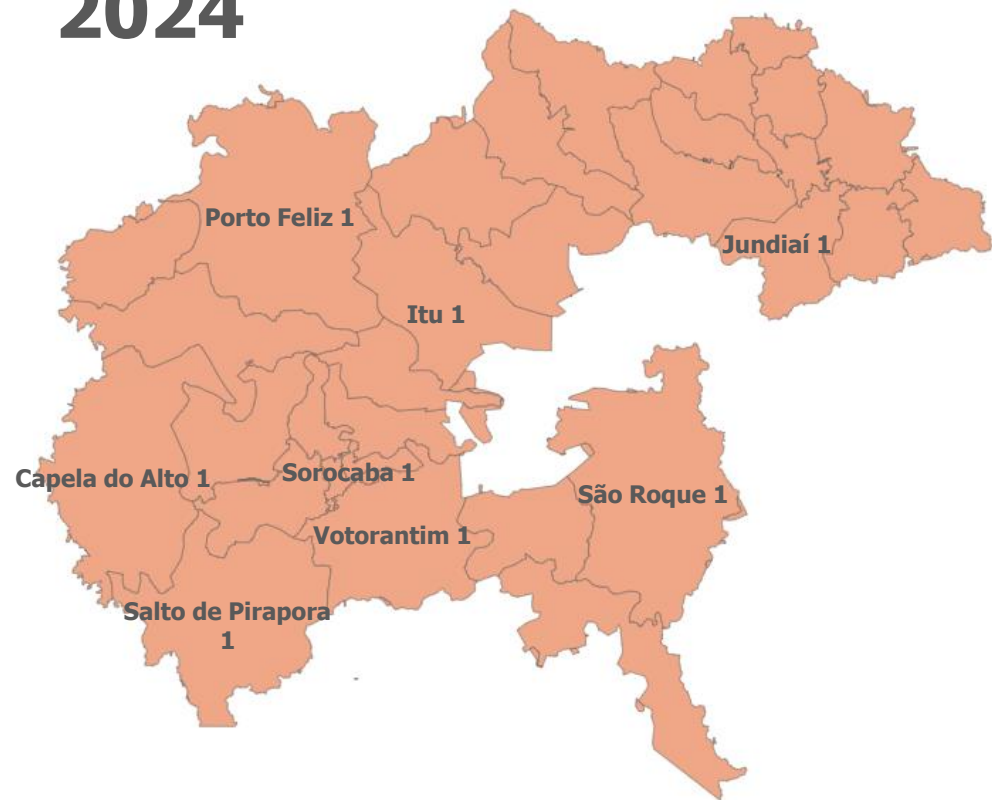 2024
Porto Feliz 1
Jundiaí 1
Itu 1
Capela do Alto 1
Sorocaba 1
São Roque 1
Votorantim 1
Salto de Pirapora
1